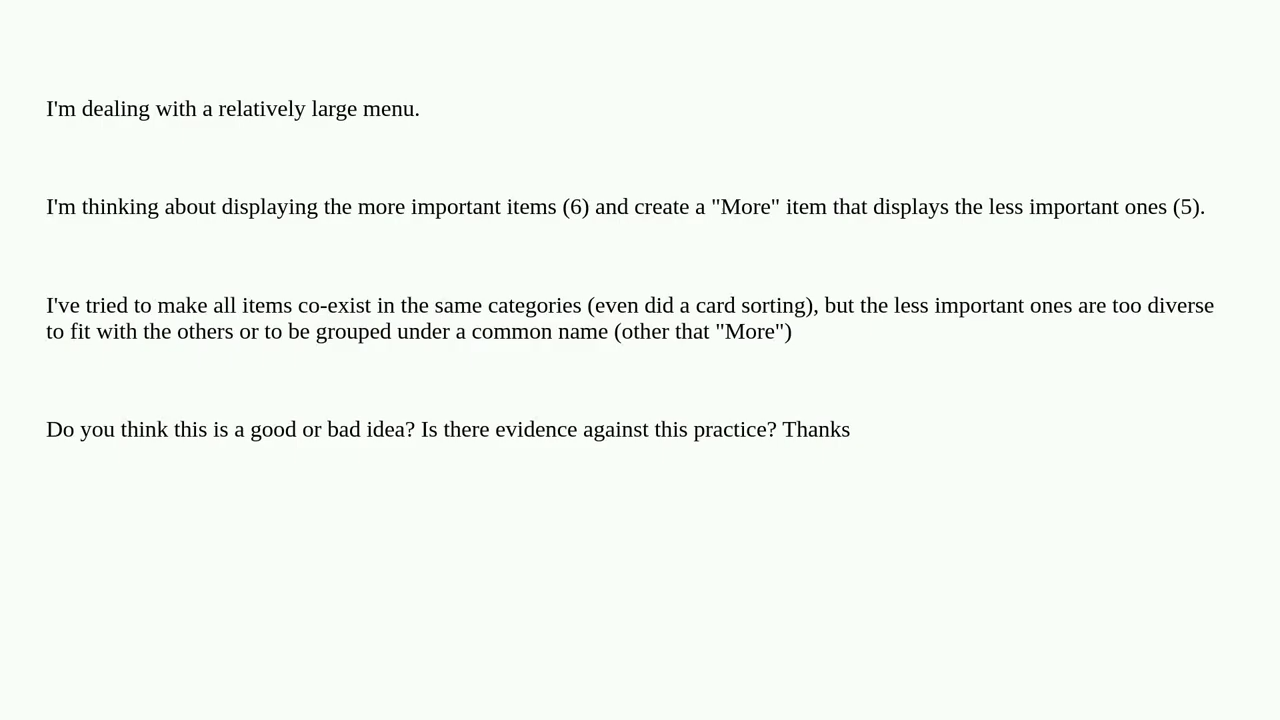 I'm dealing with a relatively large menu.
I'm thinking about displaying the more important items (6) and create a "More" item that displays the less important ones (5).
I've tried to make all items co-exist in the same categories (even did a card sorting), but the less important ones are too diverse
to fit with the others or to be grouped under a common name (other that "More")
Do you think this is a good or bad idea? Is there evidence against this practice? Thanks